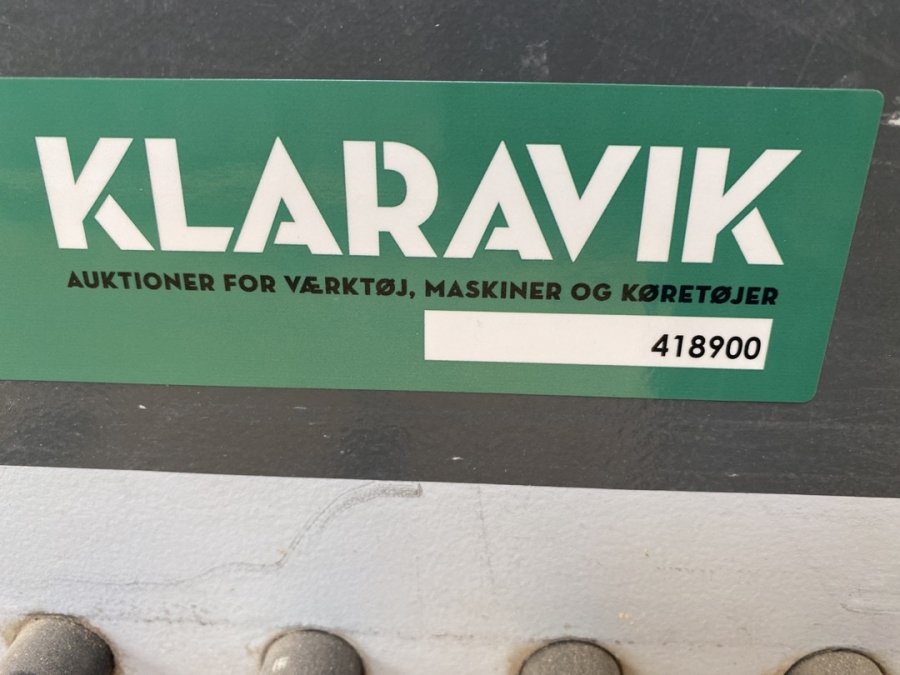 KLARAVIK
AUKTIONER FOR VÆRKTØJ, MASKINER OG KØRETØJER
418900